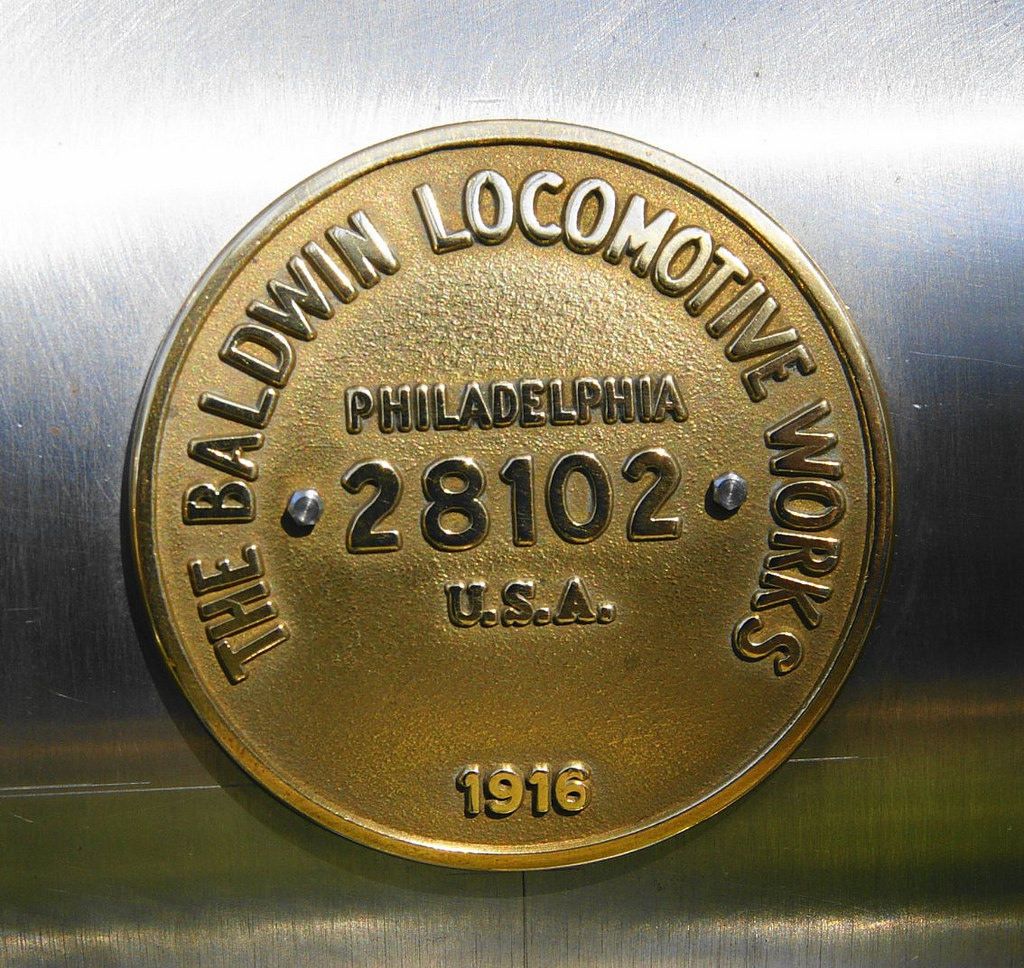 THE BALDWIN LOCOMOTIVE WORKS
PHILADELPHIA
28102
U.S.A.
1916